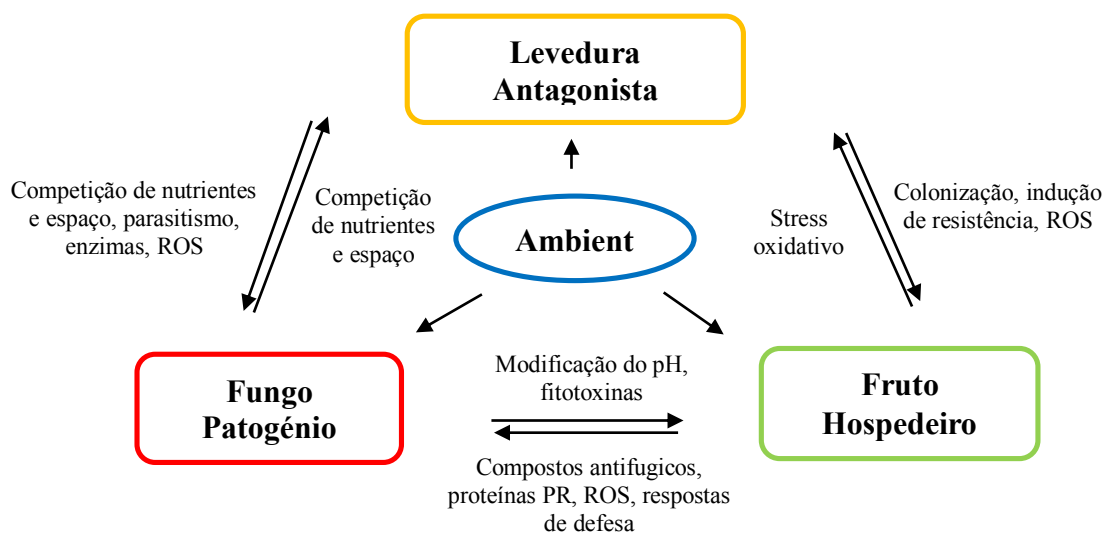 Levedura
Antagonista
Competição de nutrientes
e espaço, parasitismo,
enzimas, ROS
Competição
de nutrientes
e espaço
Ambient
Stress
oxidativo
Colonização, indução
de resistência, ROS
Fungo
Patogénio
Modificação do pH,
fitotoxinas
Fruto
Hospedeiro
Compostos antifugicos,
proteínas PR, ROS, respostas
de defesa